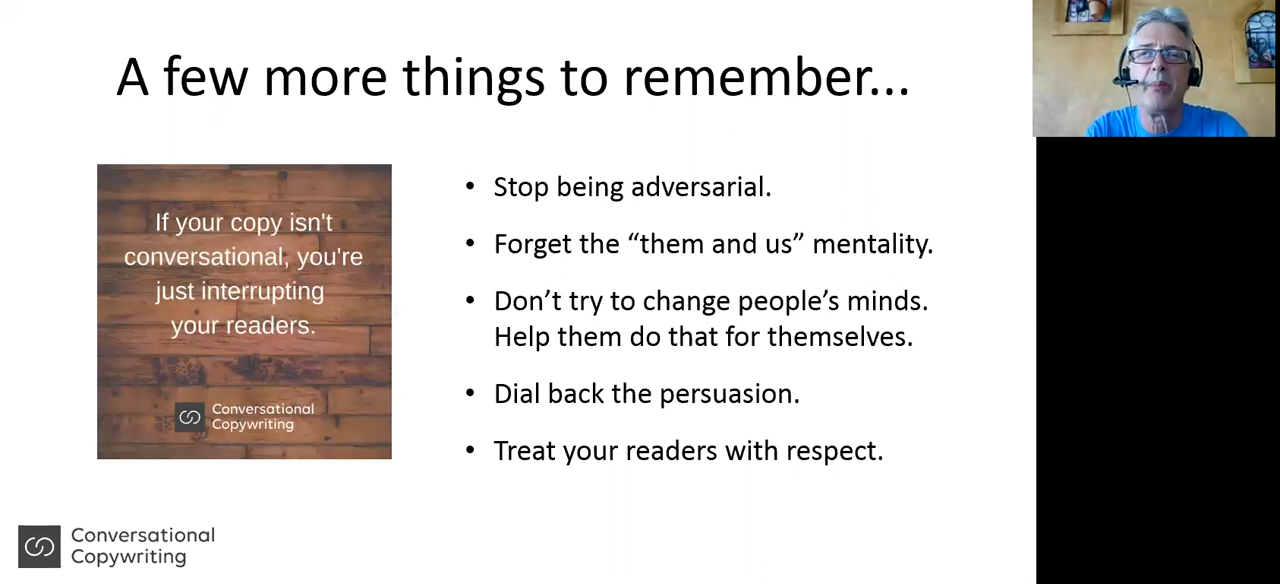 A few more things to remember...
If your copy isn't
conversational, you're
just interrupting
your readers.
Conversational
Copywriting
• Stop being adversarial.
• Forget the “them and us” mentality.
• Don’t try to change people’s minds.
Help them do that for themselves.
• Dial back the persuasion.
• Treat your readers with respect.
Conversational
Copywriting